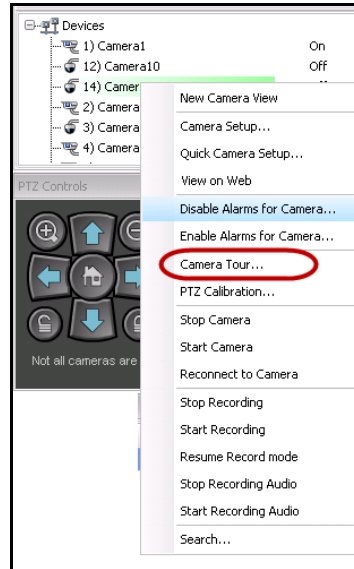 Devices
1) Camera1 On
12) Camera10 Off
14) Camer
2) Camera
3) Camera
4) Camera
PTZ Controls
Not all cameras are
New Camera View
Camera Setup...
Quick Camera Setup...
View on Web
Disable Alarms for Camera...
Enable Alarms for Camera...
Camera Tour...
PTZ Calibration...
Stop Camera
Start Camera
Reconnect to Camera
Stop Recording
Start Recording
Resume Record mode
Stop Recording Audio
Start Recording Audio
Search...